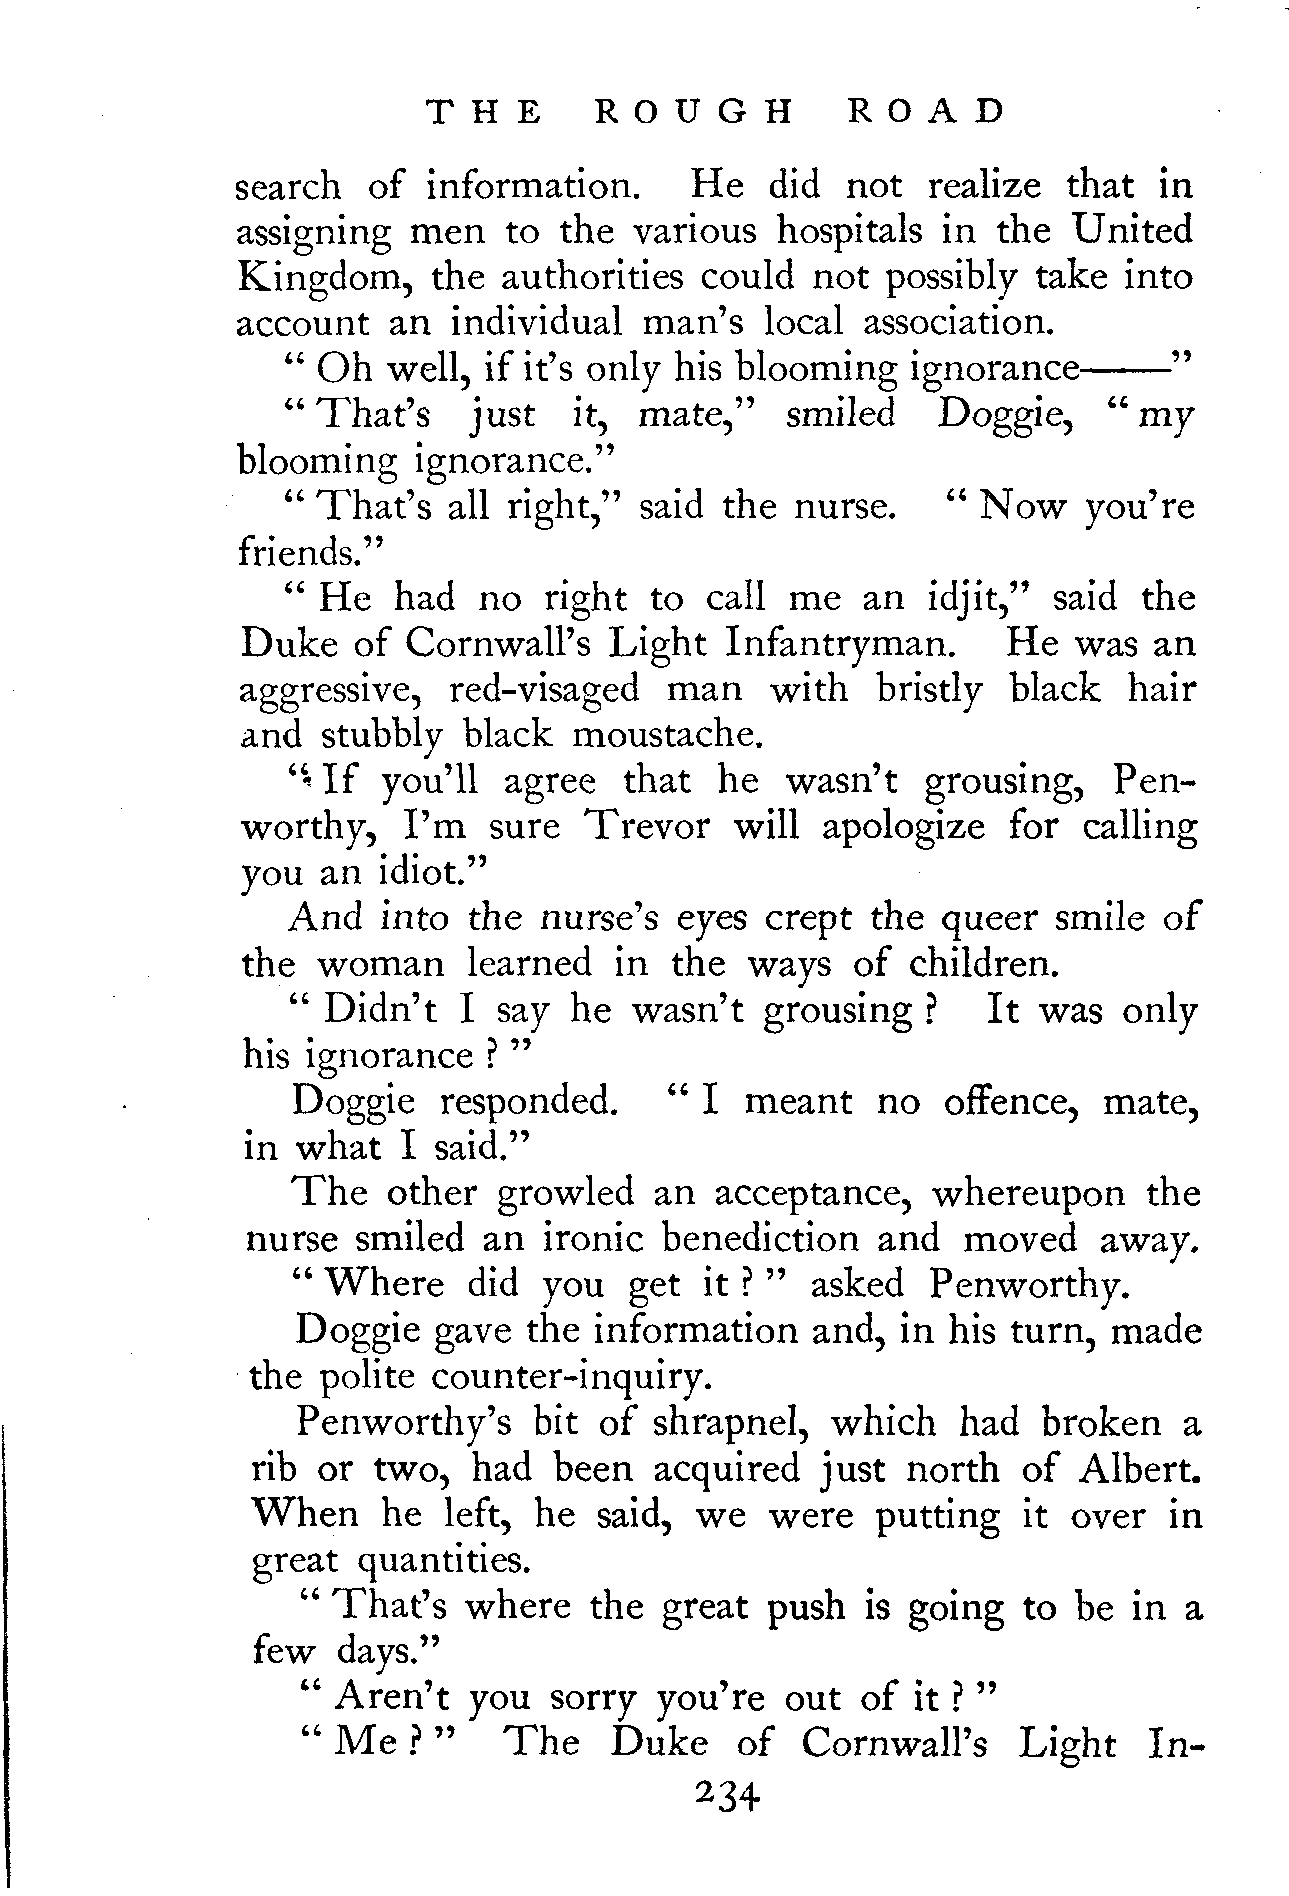 THE ROUGH ROAD
search of information. He did not realize that in
assigning men to the various hospitals in the United
Kingdom, the authorities could not possibly take into
account an individual man's local association.
“ Oh well, if it's only his blooming ignorance——”
“ That's just it, mate,” smiled Doggie, “ my
blooming ignorance.”
“ That's all right,” said the nurse. “ Now you're
friends.”
“ He had no right to call me an idjit,” said the
Duke of Cornwall's Light Infantryman. He was an
aggressive, red-visaged man with bristly black hair
and stubbly black moustache.
“ If you'll agree that he wasn't grousing, Pen-
worthy, I'm sure Trevor will apologize for calling
you an idiot.”
And into the nurse's eyes crept the queer smile of
the woman learned in the ways of children.
“ Didn't I say he wasn't grousing ? It was only
his ignorance ? ”
Doggie responded. “ I meant no offence, mate,
in what I said.”
The other growled an acceptance, whereupon the
nurse smiled an ironic benediction and moved away.
“ Where did you get it ? ” asked Penworthy.
Doggie gave the information and, in his turn, made
the polite counter-inquiry.
Penworthy's bit of shrapnel, which had broken a
rib or two, had been acquired just north of Albert.
When he left, he said, we were putting it over in
great quantities.
“ That's where the great push is going to be in a
few days.”
“ Aren't you sorry you're out of it ? ”
“ Me ? ” The Duke of Cornwall's Light In-
234